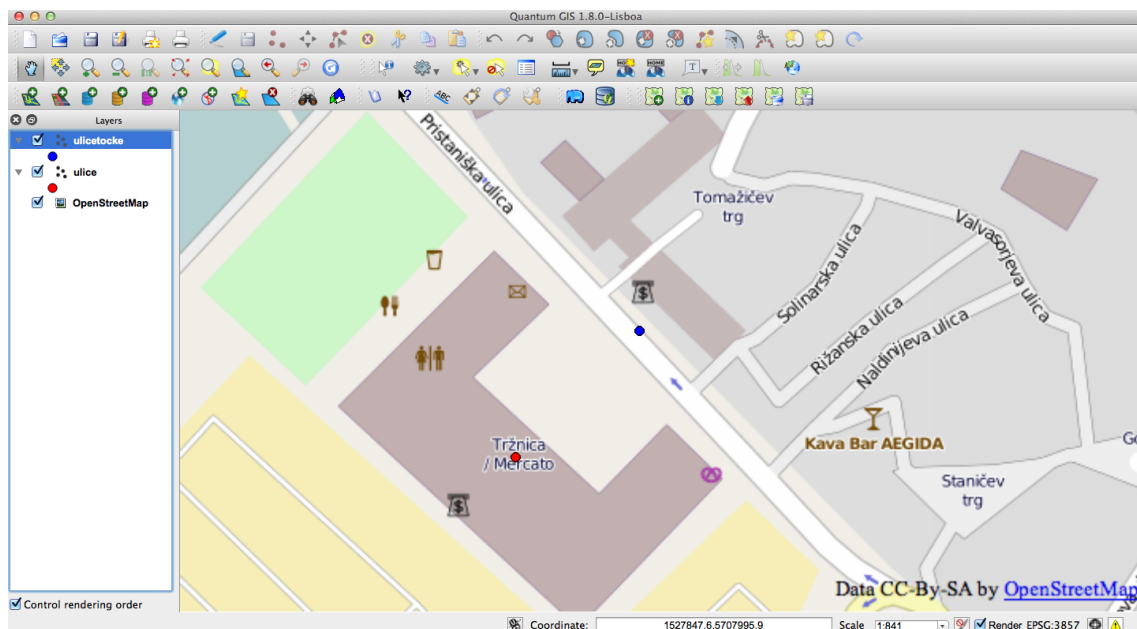 Quantum GIS 1.8.0-Lisboa
Layers
ulicetocke
ulice
OpenStreetMap
Pristaniška ulica
Tomažičev
trg
Valvasorjeva ulica
Solinarska ulica
Rižanska ulica
Naldinijeva ulica
Kava Bar AEGIDA
Tržnica
/ Mercato
Staničev
trg
Data CC-By-SA by OpenStreetMap
Control rendering order
Coordinate:
1527847.6,5707995.9
Scale
1:841
Render
EPSG:3857